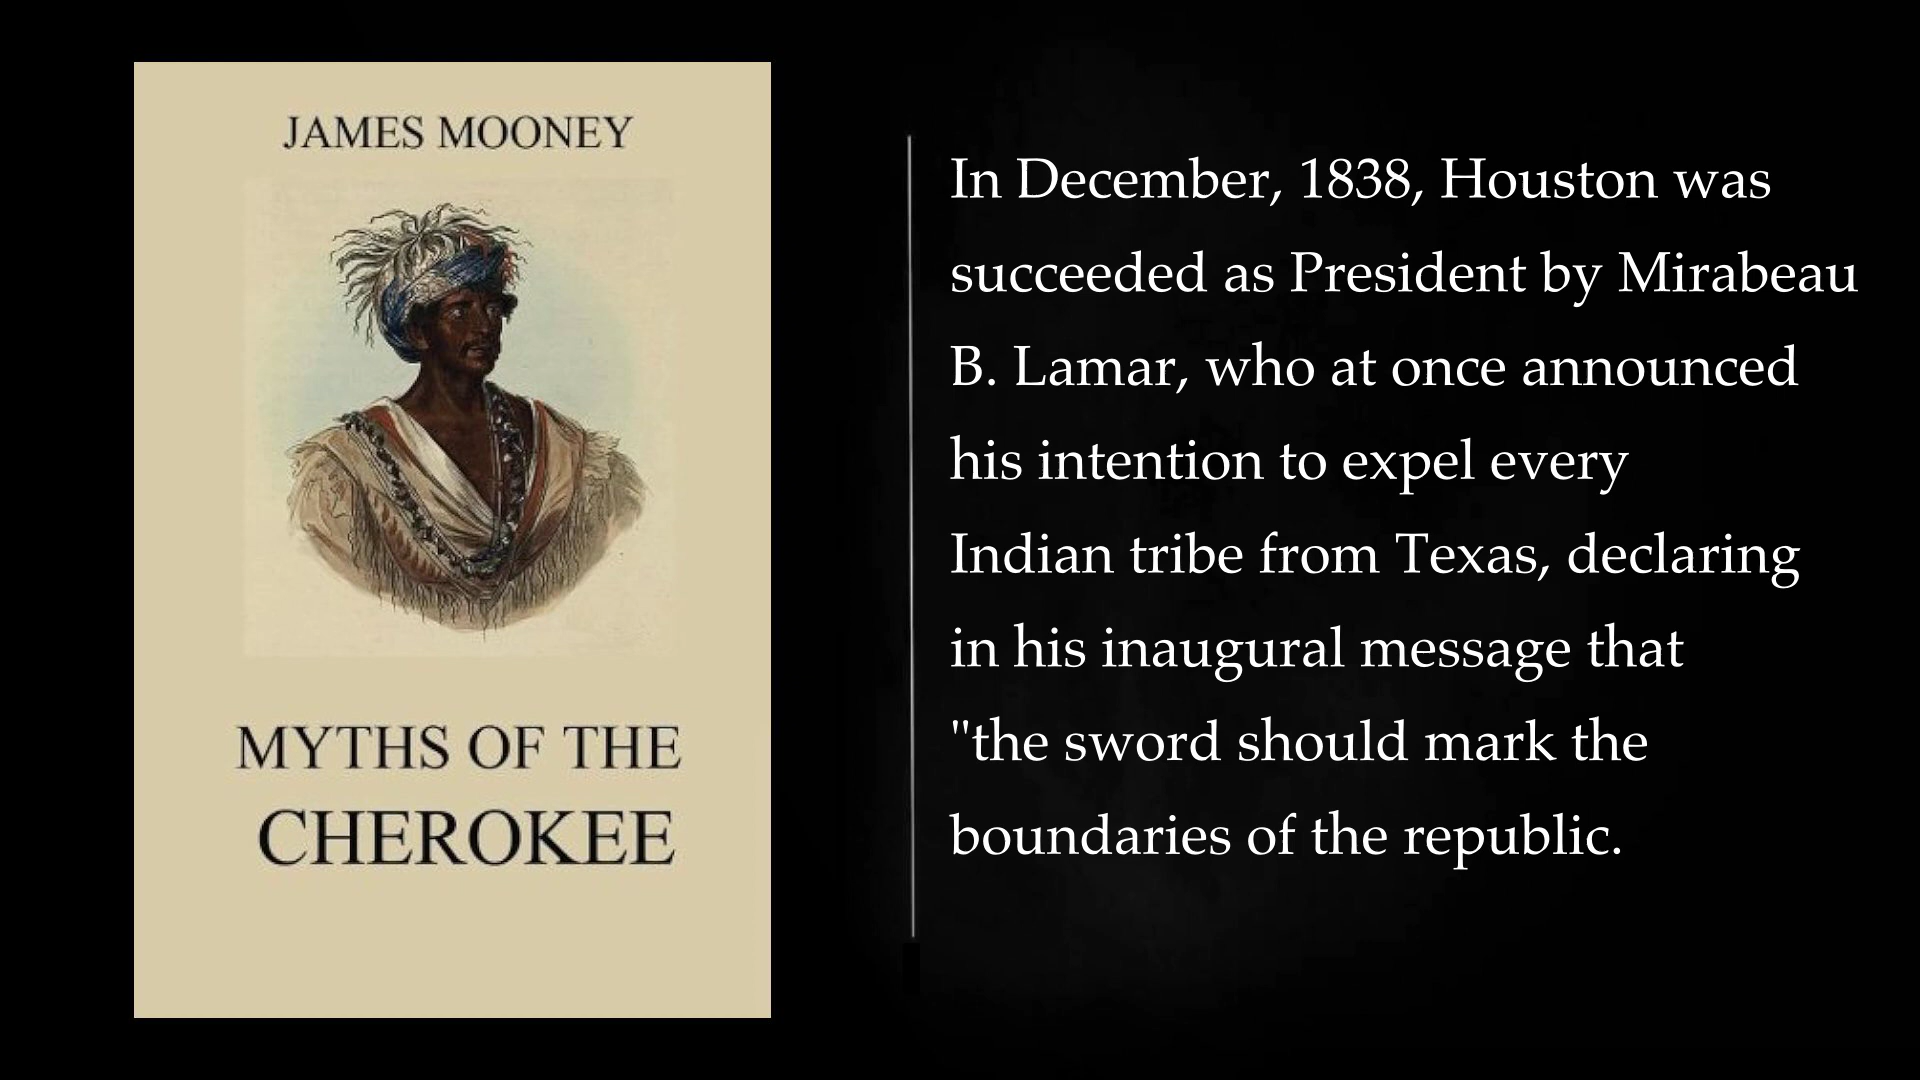 JAMES MOONEY
MYTHS OF THE
CHEROKEE
In December, 1838, Houston was
succeeded as President by Mirabeau
B. Lamar, who at once announced
his intention to expel every
Indian tribe from Texas, declaring
in his inaugural message that
"the sword should mark the
boundaries of the republic.